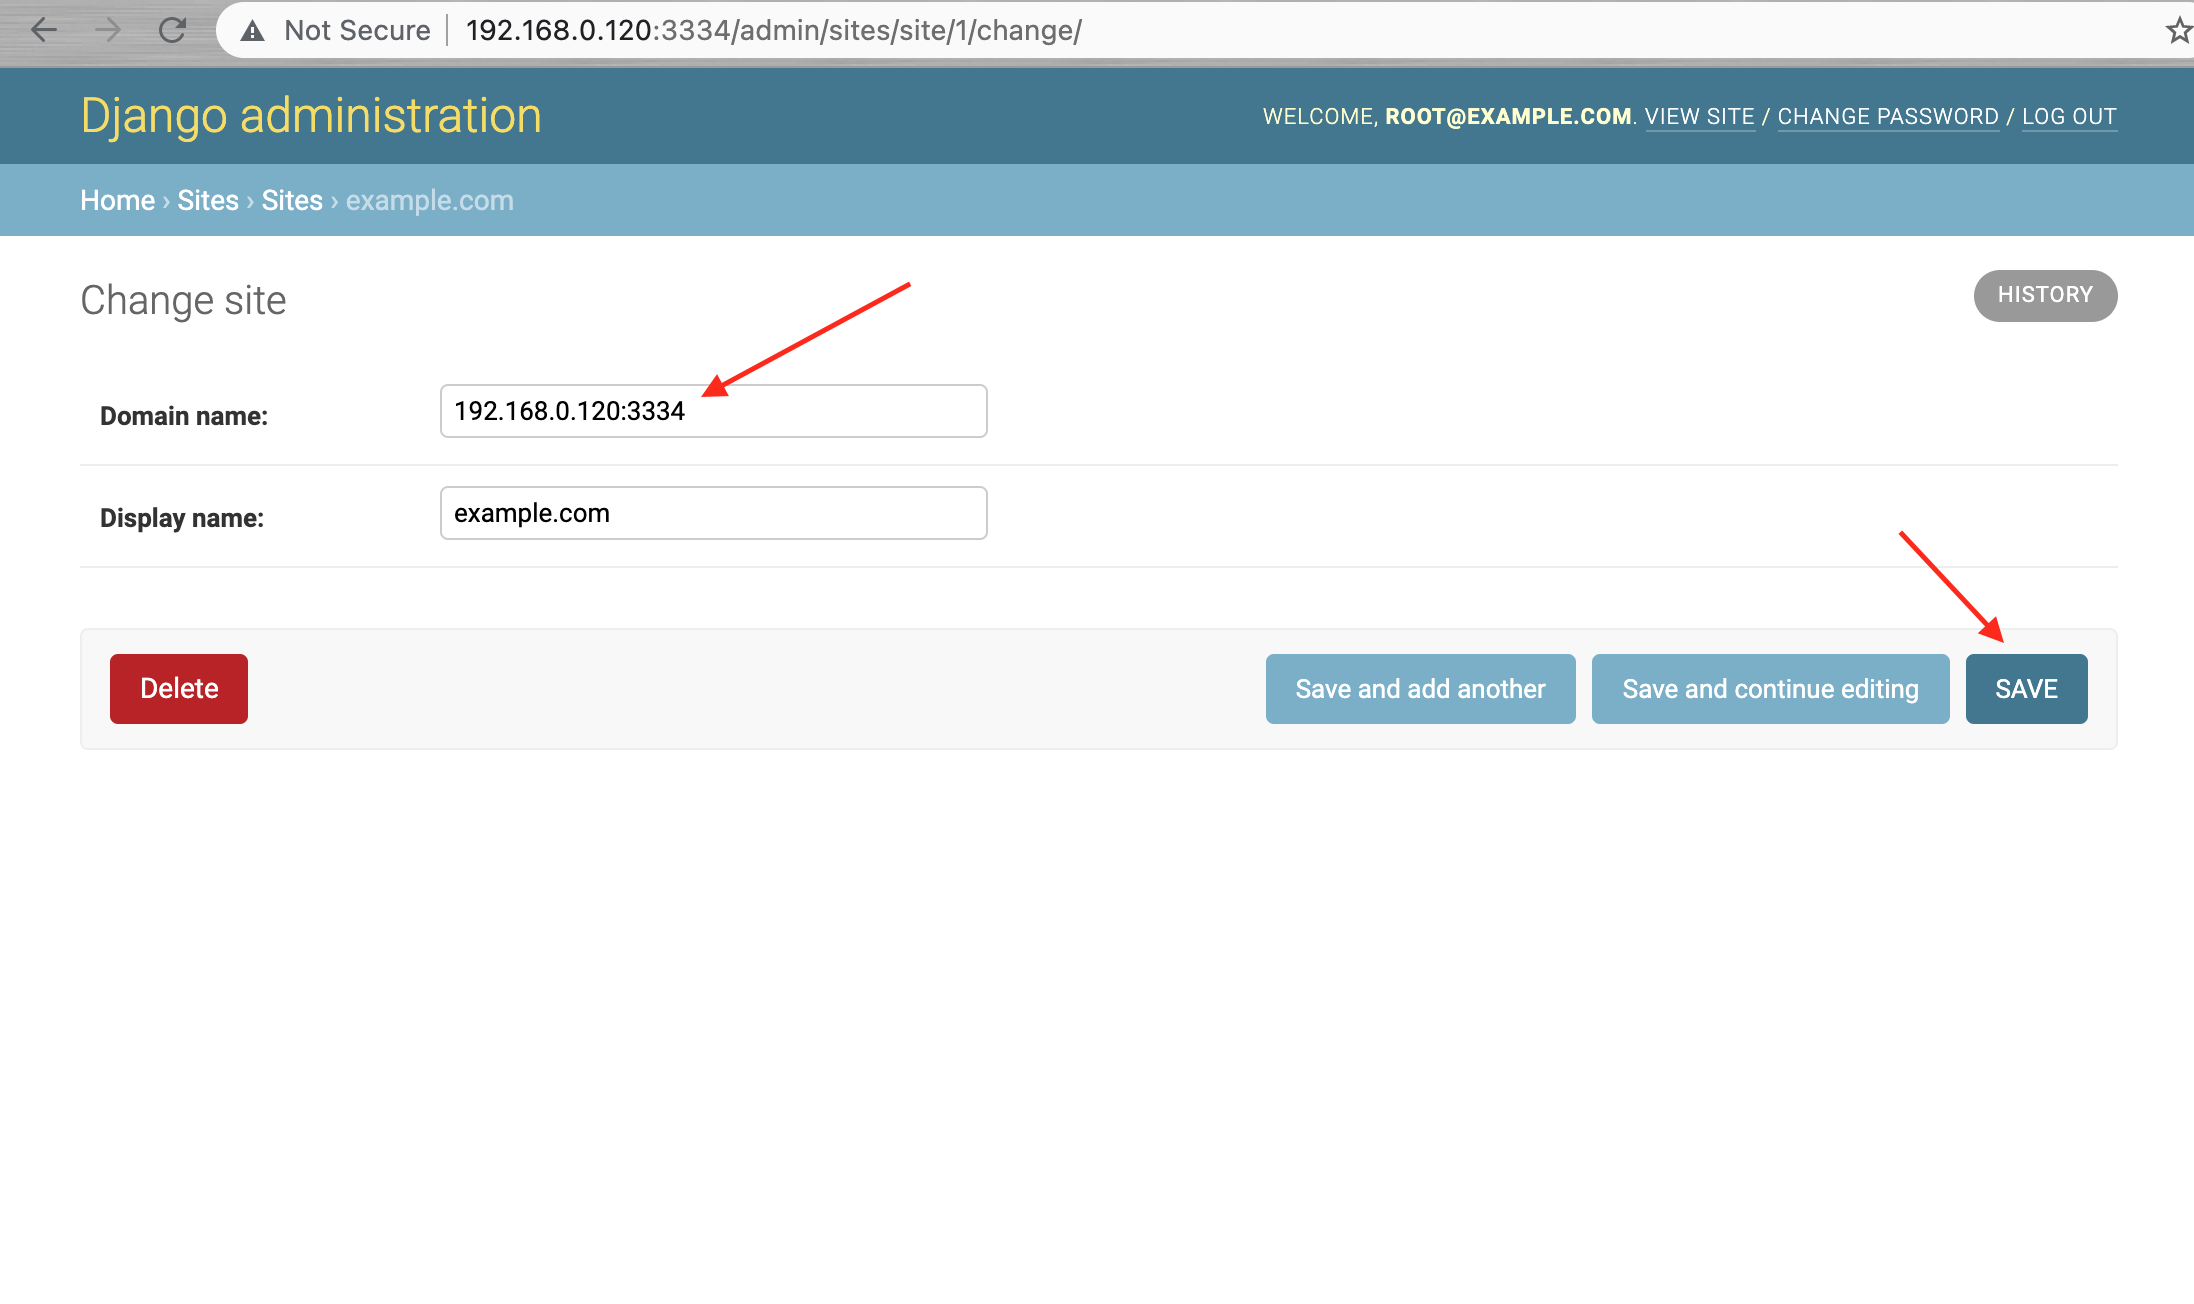 Not Secure | 192.168.0.120:3334/admin/sites/site/1/change/
Django administration
WELCOME, ROOT@EXAMPLE.COM. VIEW SITE / CHANGE PASSWORD / LOG OUT
Home › Sites › Sites › example.com
Change site
HISTORY
Domain name: 192.168.0.120:3334
Display name: example.com
Delete
Save and add another
Save and continue editing
SAVE